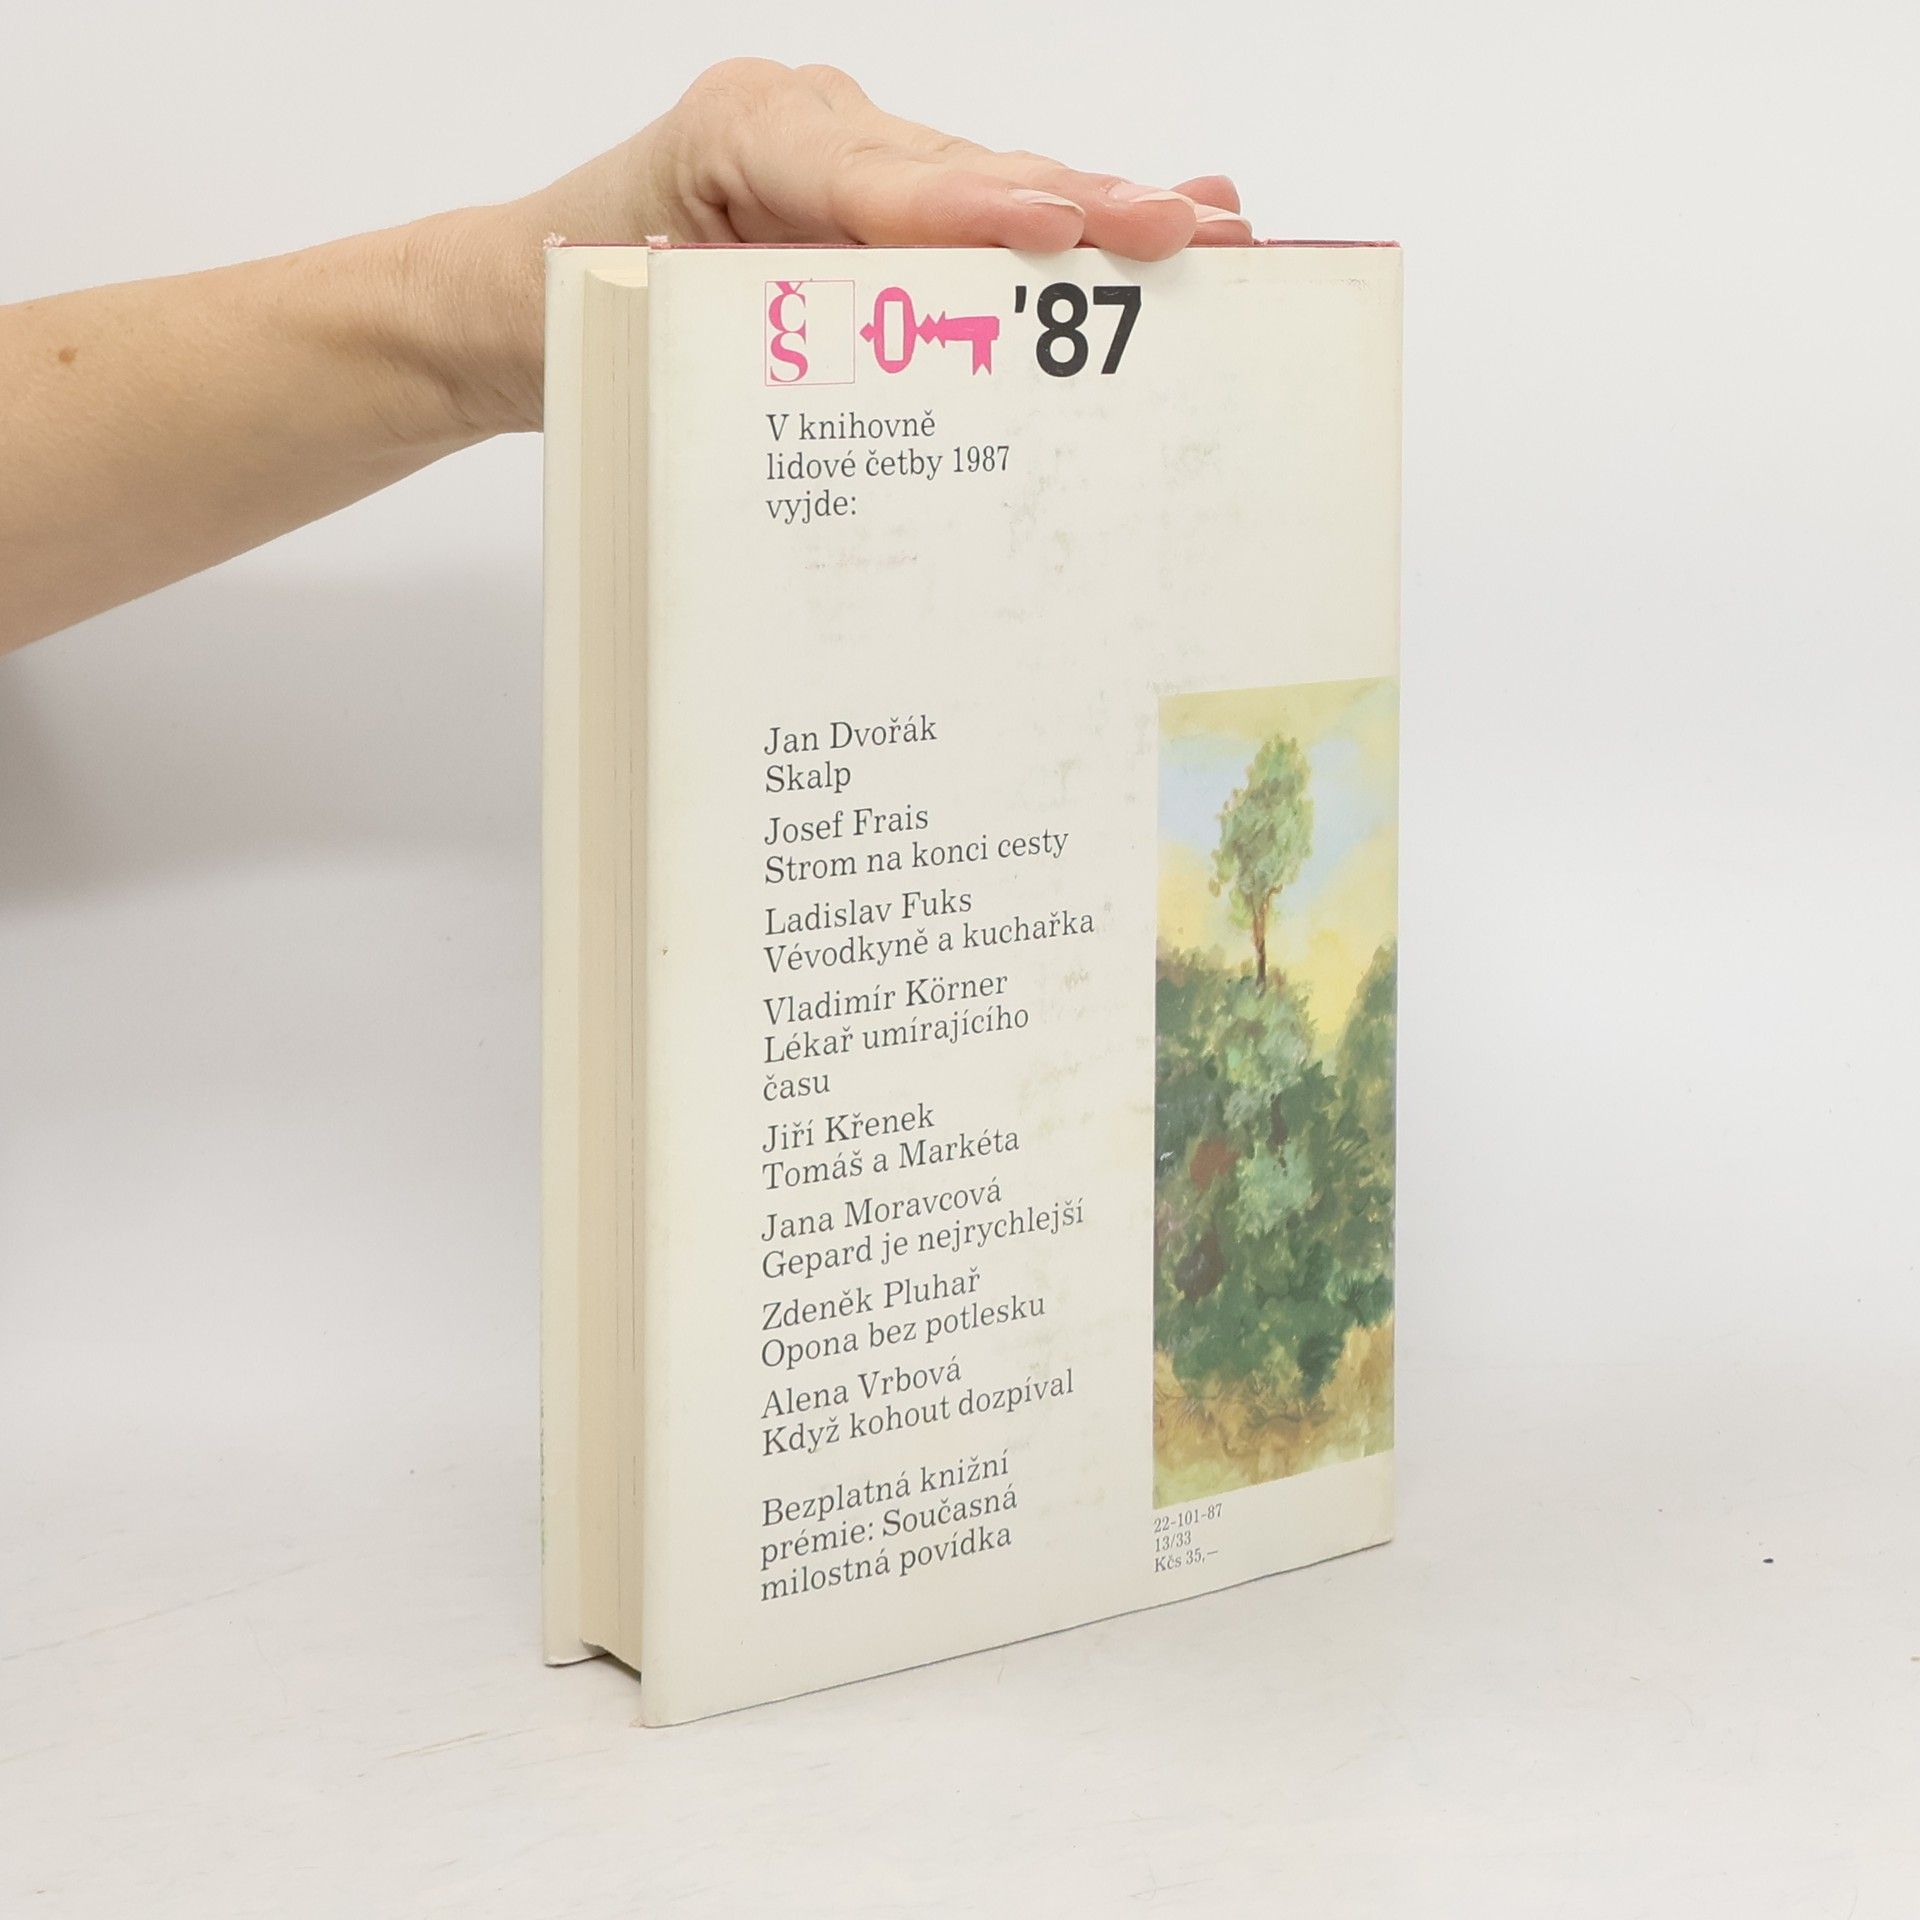 ČS '87
V knihovně
lidové četby 1987
vyjde:
Jan Dvořák
Skalp
Josef Frais
Strom na konci cesty
Ladislav Fuks
Vévodkyně a kuchařka
Vladimír Körner
Lékař umírajícího
času
Jiří Křenek
Tomáš a Markéta
Jana Moravcová
Gepard je nejrychlejší
Zdeněk Pluhař
Opona bez potlesku
Alena Vrbová
Když kohout dozpíval
Bezplatná knižní
prémie: Současná
milostná povídka
22-101-87
13/33
Kčs 35,—